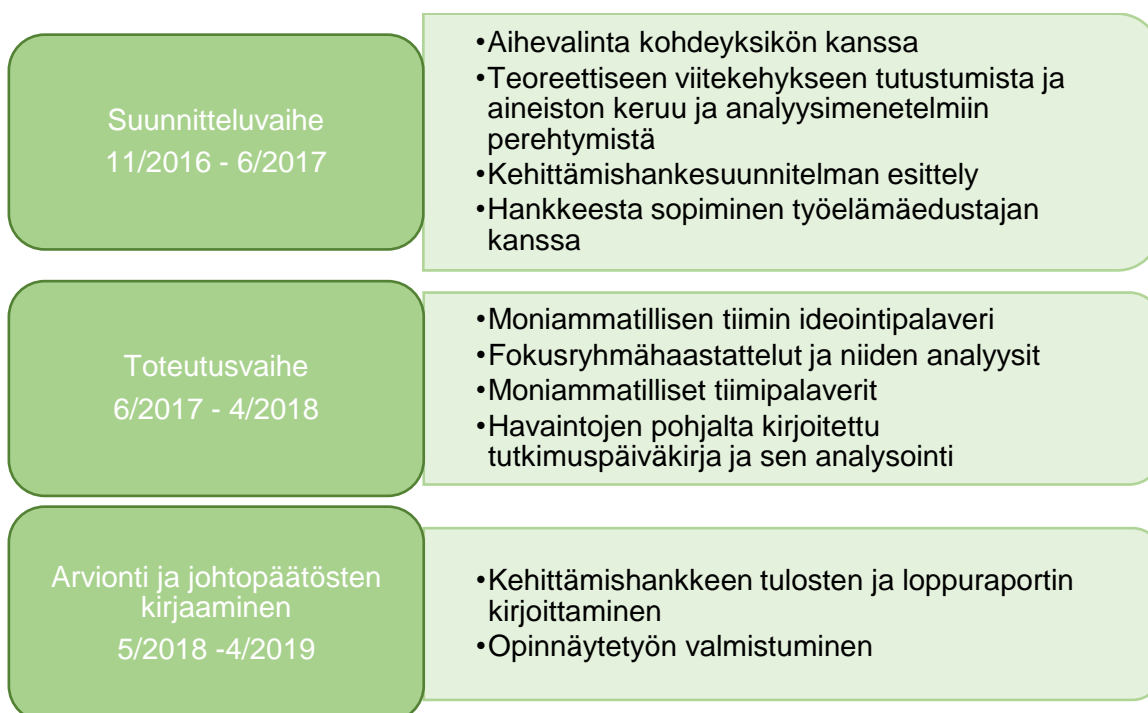 Suunnitteluvaihe
11/2016 - 6/2017
•Aihevalinta kohdeyksikön kanssa
•Teoreettiseen viitekehykseen tutustumista ja
aineiston keruu ja analyysimenetelmiin
perehtymistä
•Kehittämishankesuunnitelman esittely
•Hankkeesta sopiminen työelämäedustajan
kanssa
Toteutusvaihe
6/2017 - 4/2018
•Moniammatillisen tiimin ideointipalaveri
•Fokusryhmähaastattelut ja niiden analyysit
•Moniammatilliset tiimipalaverit
•Havaintojen pohjalta kirjoitettu
tutkimuspäiväkirja ja sen analysointi
Arvionti ja johtopäätösten
kirjaaminen
5/2018 -4/2019
•Kehittämishankkeen tulosten ja loppuraportin
kirjoittaminen
•Opinnäytetyön valmistuminen